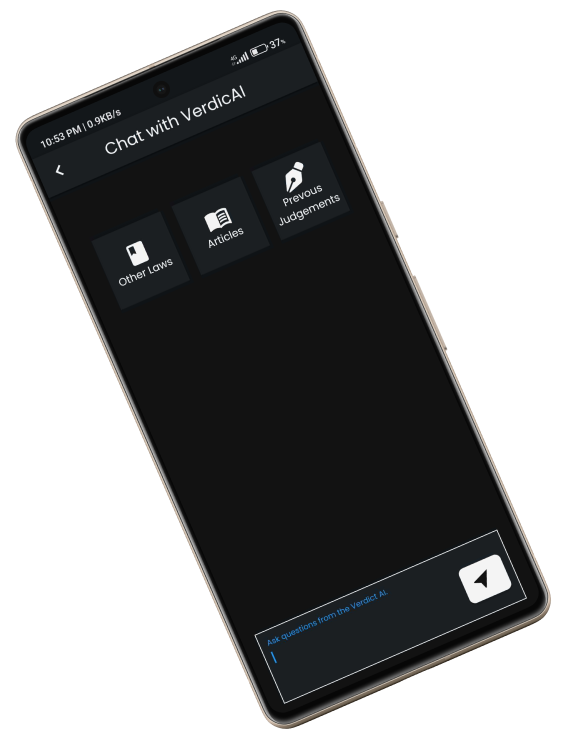 10:53 PM | 0.9KB/s
4G 37%
Chat with VerdicAI
Other Laws
Articles
Prevous
Judgements
Ask questions from the Verdict AI.